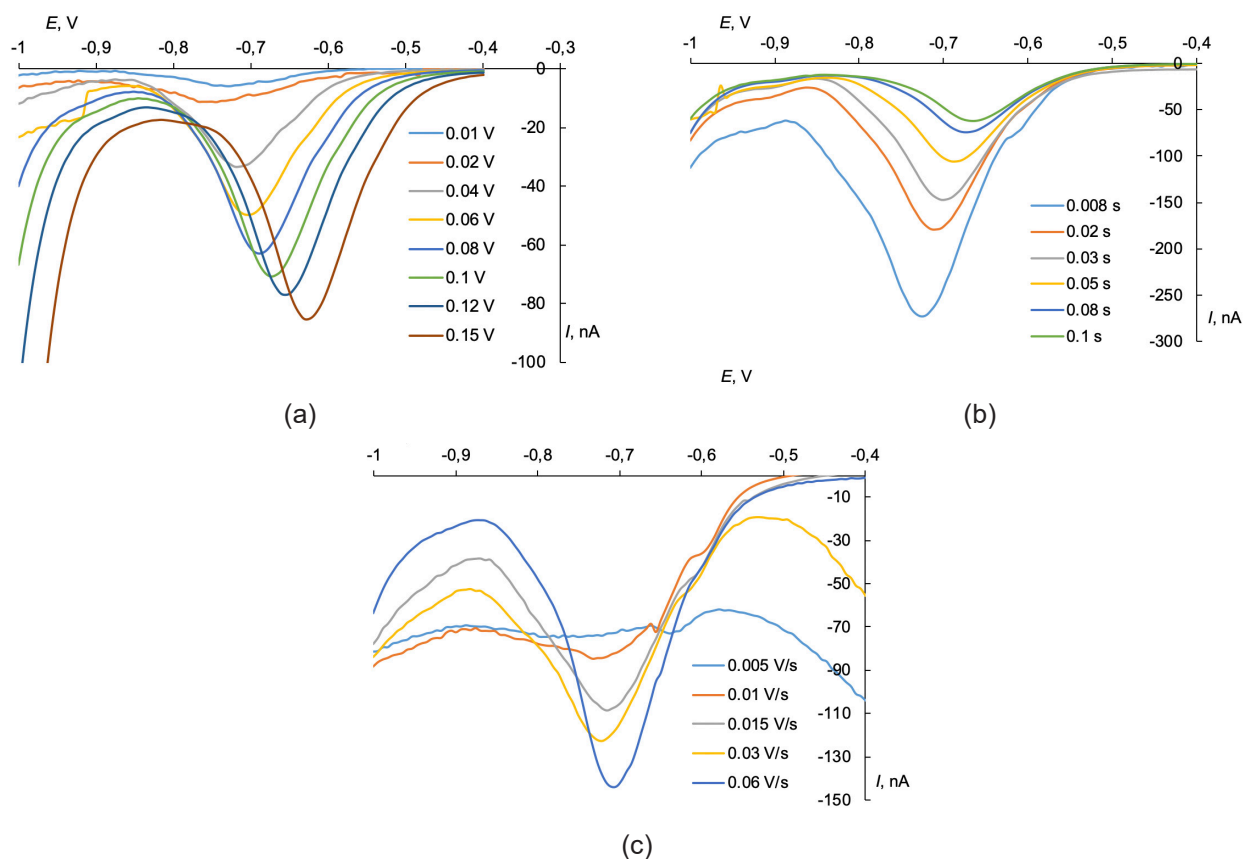 E, V
-1 -0,9 -0,8 -0,7 -0,6 -0,5 -0,4 -0,3
0
-20
-40
-60
-80
-100
I, nA
0.01 V
0.02 V
0.04 V
0.06 V
0.08 V
0.1 V
0.12 V
0.15 V
(a)
E, V
-1 -0,9 -0,8 -0,7 -0,6 -0,5 -0,4
0
-50
-100
-150
-200
-250
-300
I, nA
0.008 s
0.02 s
0.03 s
0.05 s
0.08 s
0.1 s
E, V
(b)
-1 -0,9 -0,8 -0,7 -0,6 -0,5 -0,4
-10
-30
-50
-70
-90
-110
-130
-150
I, nA
0.005 V/s
0.01 V/s
0.015 V/s
0.03 V/s
0.06 V/s
(c)